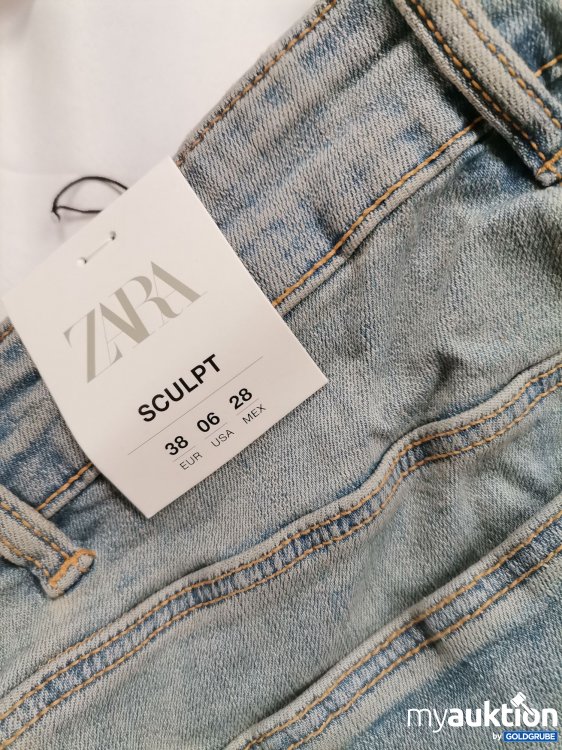 ZARA
SCULPT
38 06 28
EUR USA MEX
myauktion
by GOLDGRUBE